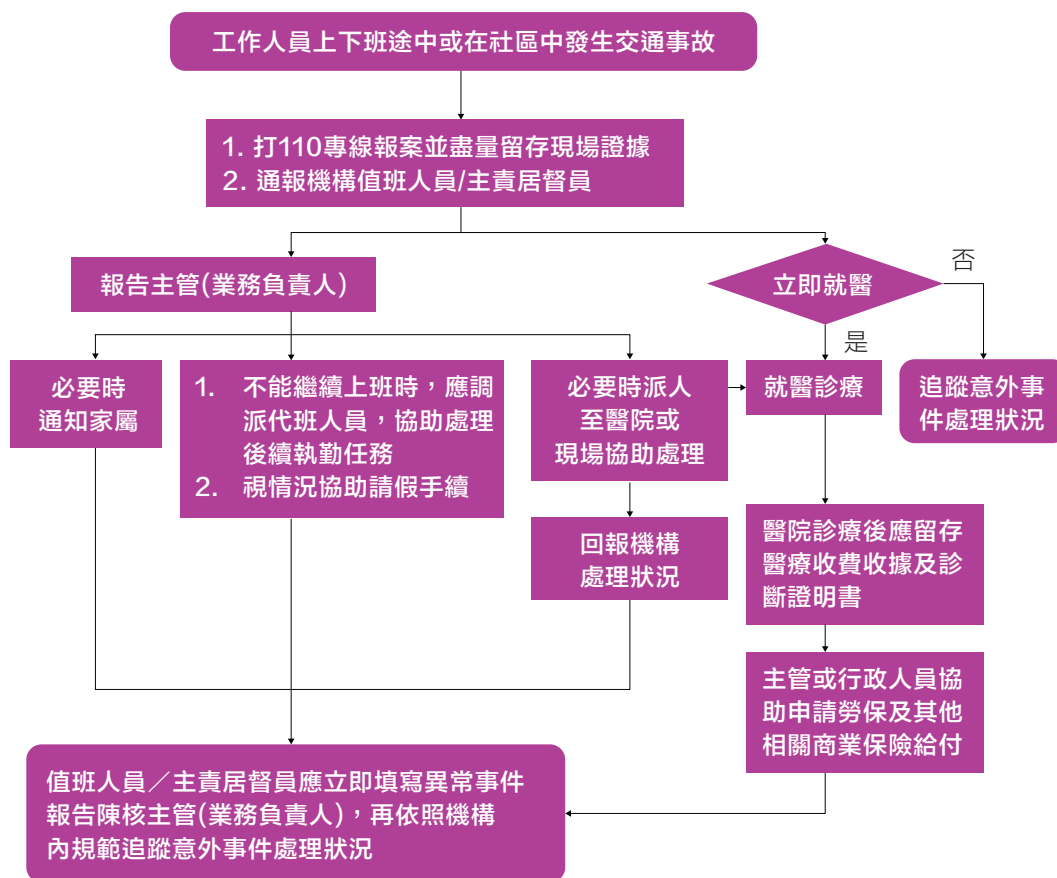 工作人員上下班途中或在社區中發生交通事故
1. 打110專線報案並盡量留存現場證據
2. 通報機構值班人員/主責居督員
報告主管(業務負責人)
立即就醫
否
是
必要時
通知家屬
1. 不能繼續上班時，應調
派代班人員，協助處理
後續執勤任務
2. 視情況協助請假手續
必要時派人
至醫院或
現場協助處理
就醫診療
追蹤意外事
件處理狀況
回報機構
處理狀況
醫院診療後應留存
醫療收費收據及診
斷證明書
主管或行政人員協
助申請勞保及其他
相關商業保險給付
值班人員／主責居督員應立即填寫異常事件
報告陳核主管(業務負責人)，再依照機構
內規範追蹤意外事件處理狀況